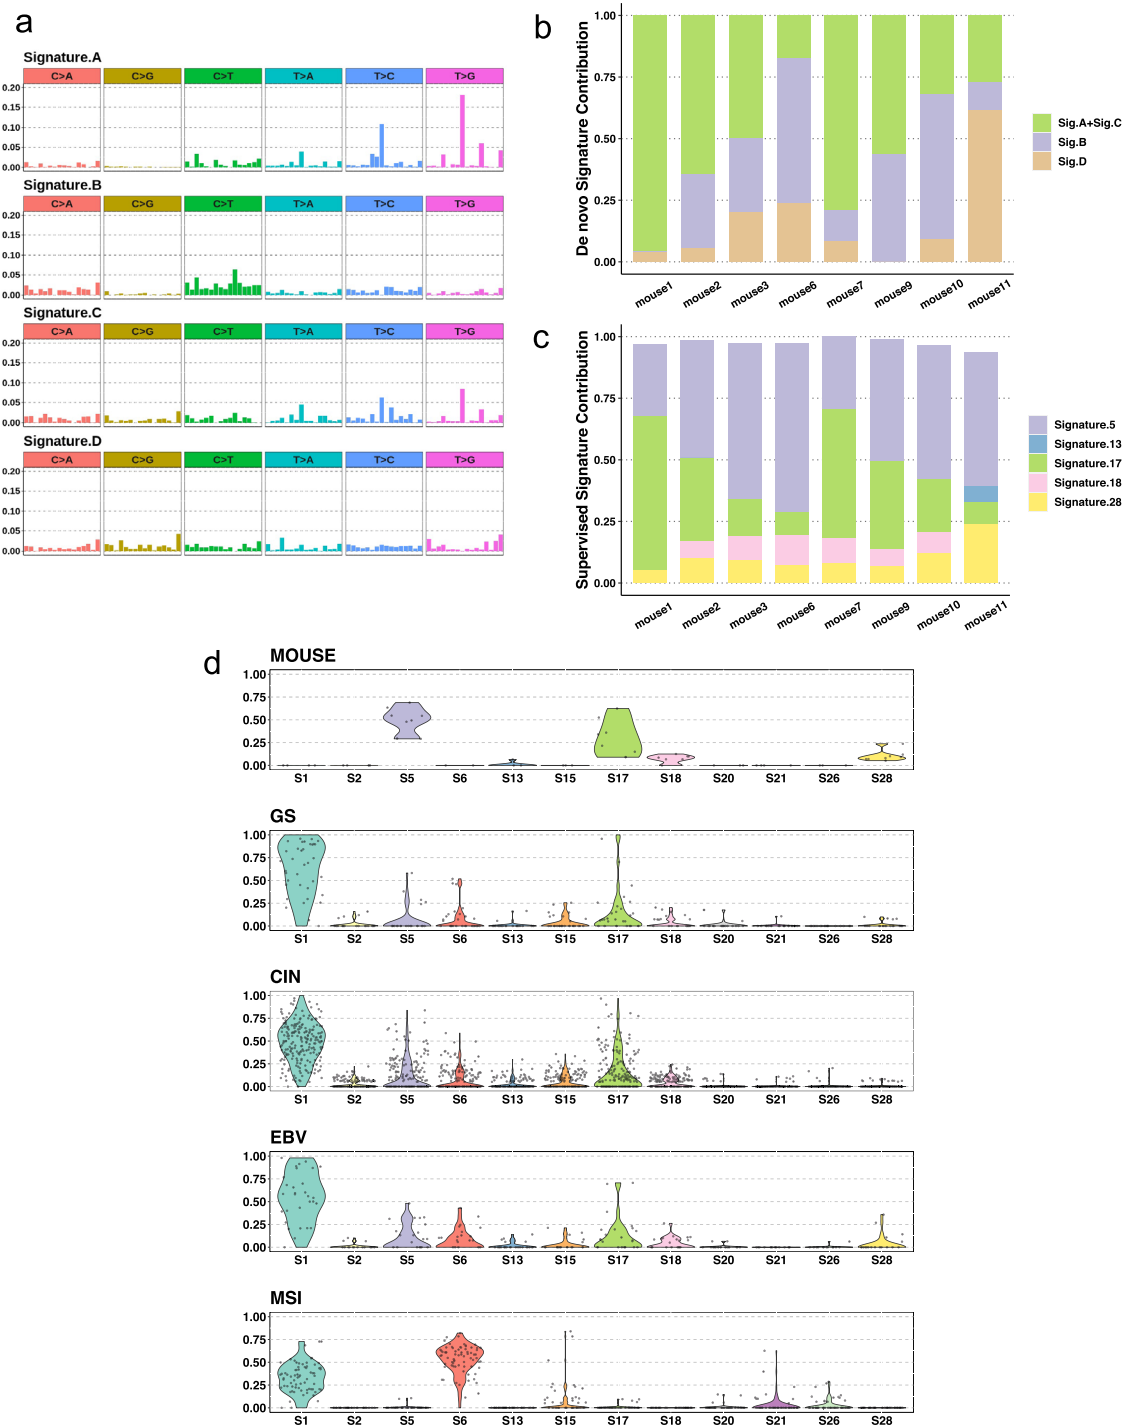 a
Signature.A
C>A C>G C>T T>A T>C T>G
0.20
0.15
0.10
0.05
0.00
Signature.B
C>A C>G C>T T>A T>C T>G
0.20
0.15
0.10
0.05
0.00
Signature.C
C>A C>G C>T T>A T>C T>G
0.20
0.15
0.10
0.05
0.00
Signature.D
C>A C>G C>T T>A T>C T>G
0.20
0.15
0.10
0.05
0.00
b
De novo Signature Contribution
1.00
0.75
0.50
0.25
0.00
mouse1 mouse2 mouse3 mouse6 mouse7 mouse9 mouse10 mouse11
Sig.A+Sig.C
Sig.B
Sig.D
c
Supervised Signature Contribution
1.00
0.75
0.50
0.25
0.00
mouse1 mouse2 mouse3 mouse6 mouse7 mouse9 mouse10 mouse11
Signature.5
Signature.13
Signature.17
Signature.18
Signature.28
d
MOUSE
1.00
0.75
0.50
0.25
0.00
S1 S2 S5 S6 S13 S15 S17 S18 S20 S21 S26 S28
GS
1.00
0.75
0.50
0.25
0.00
S1 S2 S5 S6 S13 S15 S17 S18 S20 S21 S26 S28
CIN
1.00
0.75
0.50
0.25
0.00
S1 S2 S5 S6 S13 S15 S17 S18 S20 S21 S26 S28
EBV
1.00
0.75
0.50
0.25
0.00
S1 S2 S5 S6 S13 S15 S17 S18 S20 S21 S26 S28
MSI
1.00
0.75
0.50
0.25
0.00
S1 S2 S5 S6 S13 S15 S17 S18 S20 S21 S26 S28